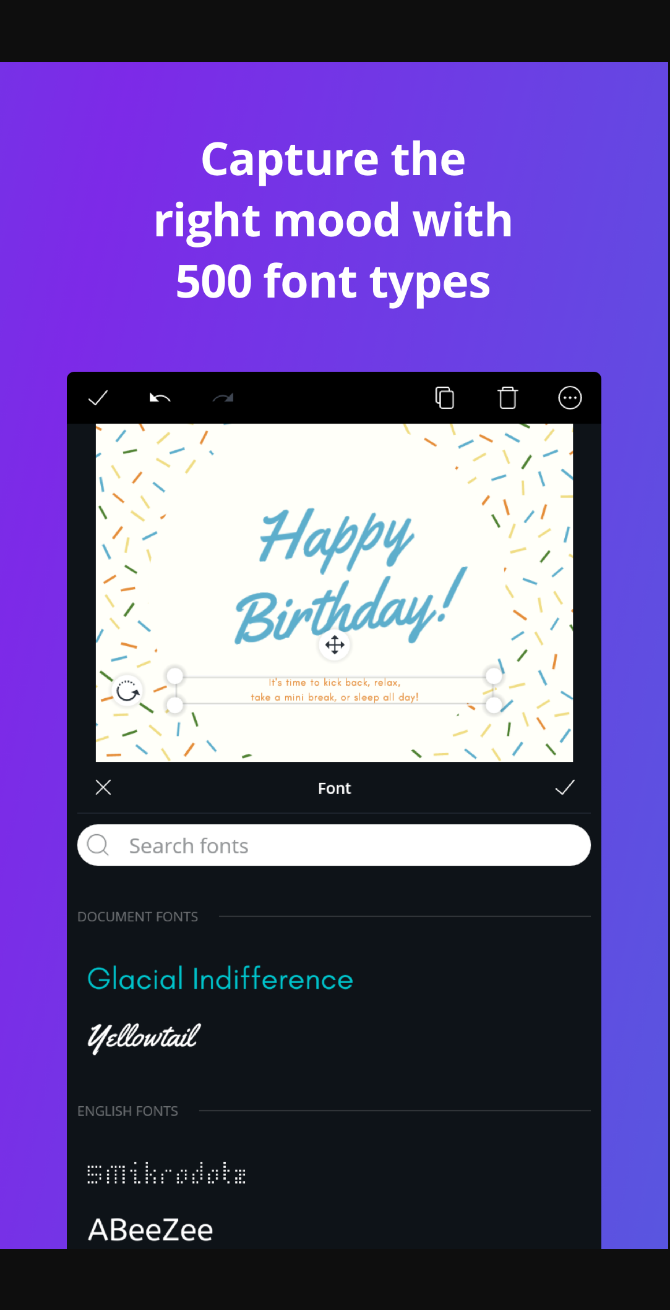 Capture the
right mood with
500 font types
Happy
Birthday!
It's time to kick back, relax,
take a mini break, or sleep all day!
Font
Search fonts
DOCUMENT FONTS
Glacial Indifference
Yellowtail
ENGLISH FONTS
5Mikrodots
ABeeZee